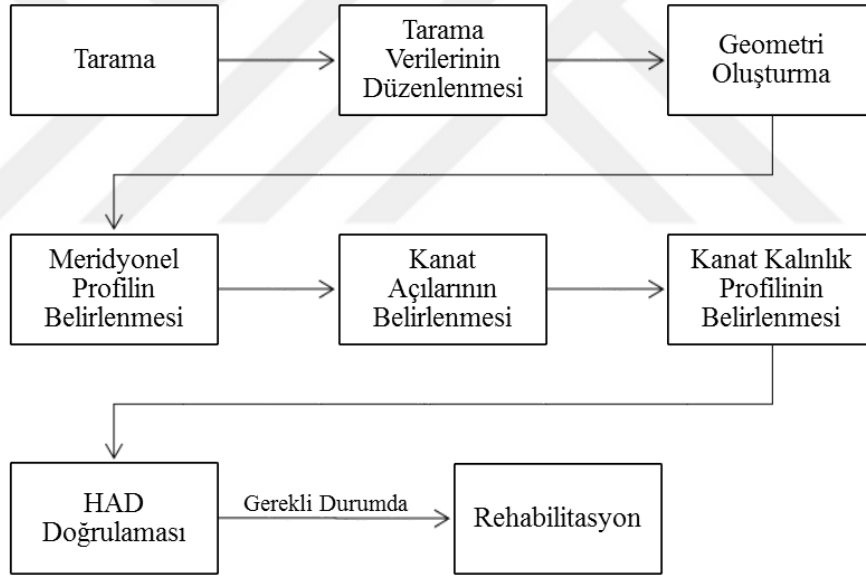 Tarama
Tarama
Verilerinin
Düzenlenmesi
Geometri
Oluşturma
Meridyonel
Profilin
Belirlenmesi
Kanat
Açılarının
Belirlenmesi
Kanat Kalınlık
Profilinin
Belirlenmesi
HAD
Doğrulaması
Gerekli Durumda
Rehabilitasyon